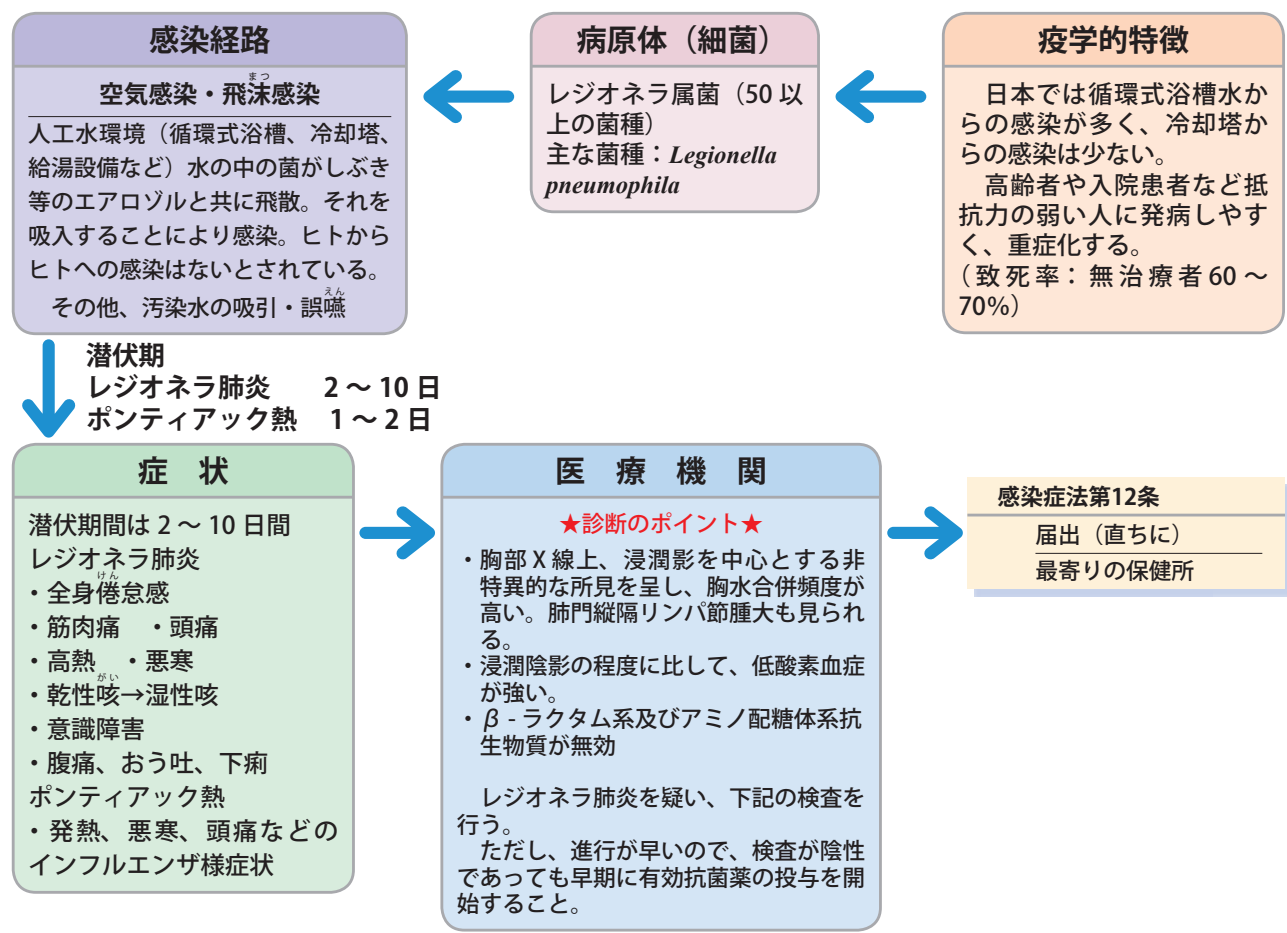 感染経路
空気感染・飛沫感染
まつ
人工水環境（循環式浴槽、冷却塔、
給湯設備など）水の中の菌がしぶき
等のエアロゾルと共に飛散。それを
吸入することにより感染。ヒトから
ヒトへの感染はないとされている。
その他、汚染水の吸引・誤嚥
えん
病原体（細菌）
レジオネラ属菌（50 以
上の菌種）
主な菌種：Legionella
pneumophila
疫学的特徴
日本では循環式浴槽水か
らの感染が多く、冷却塔か
らの感染は少ない。
高齢者や入院患者など抵
抗力の弱い人に発病しやす
く、重症化する。
（致死率：無治療者 60 ～
70%）
潜伏期
レジオネラ肺炎　2 ～ 10 日
ポンティアック熱　1 ～ 2 日
症　状
潜伏期間は 2 ～ 10 日間
レジオネラ肺炎
・全身倦怠感
けん
・筋肉痛　・頭痛
・高熱　・悪寒
・乾性咳→湿性咳
がい
・意識障害
・腹痛、おう吐、下痢
ポンティアック熱
・発熱、悪寒、頭痛などの
インフルエンザ様症状
医　療　機　関
★診断のポイント★
・胸部 X 線上、浸潤影を中心とする非
特異的な所見を呈し、胸水合併頻度が
高い。肺門縦隔リンパ節腫大も見られ
る。
・浸潤陰影の程度に比して、低酸素血症
が強い。
・β - ラクタム系及びアミノ配糖体系抗
生物質が無効
レジオネラ肺炎を疑い、下記の検査を
行う。
ただし、進行が早いので、検査が陰性
であっても早期に有効抗菌薬の投与を開
始すること。
感染症法第12条
届出（直ちに）
最寄りの保健所